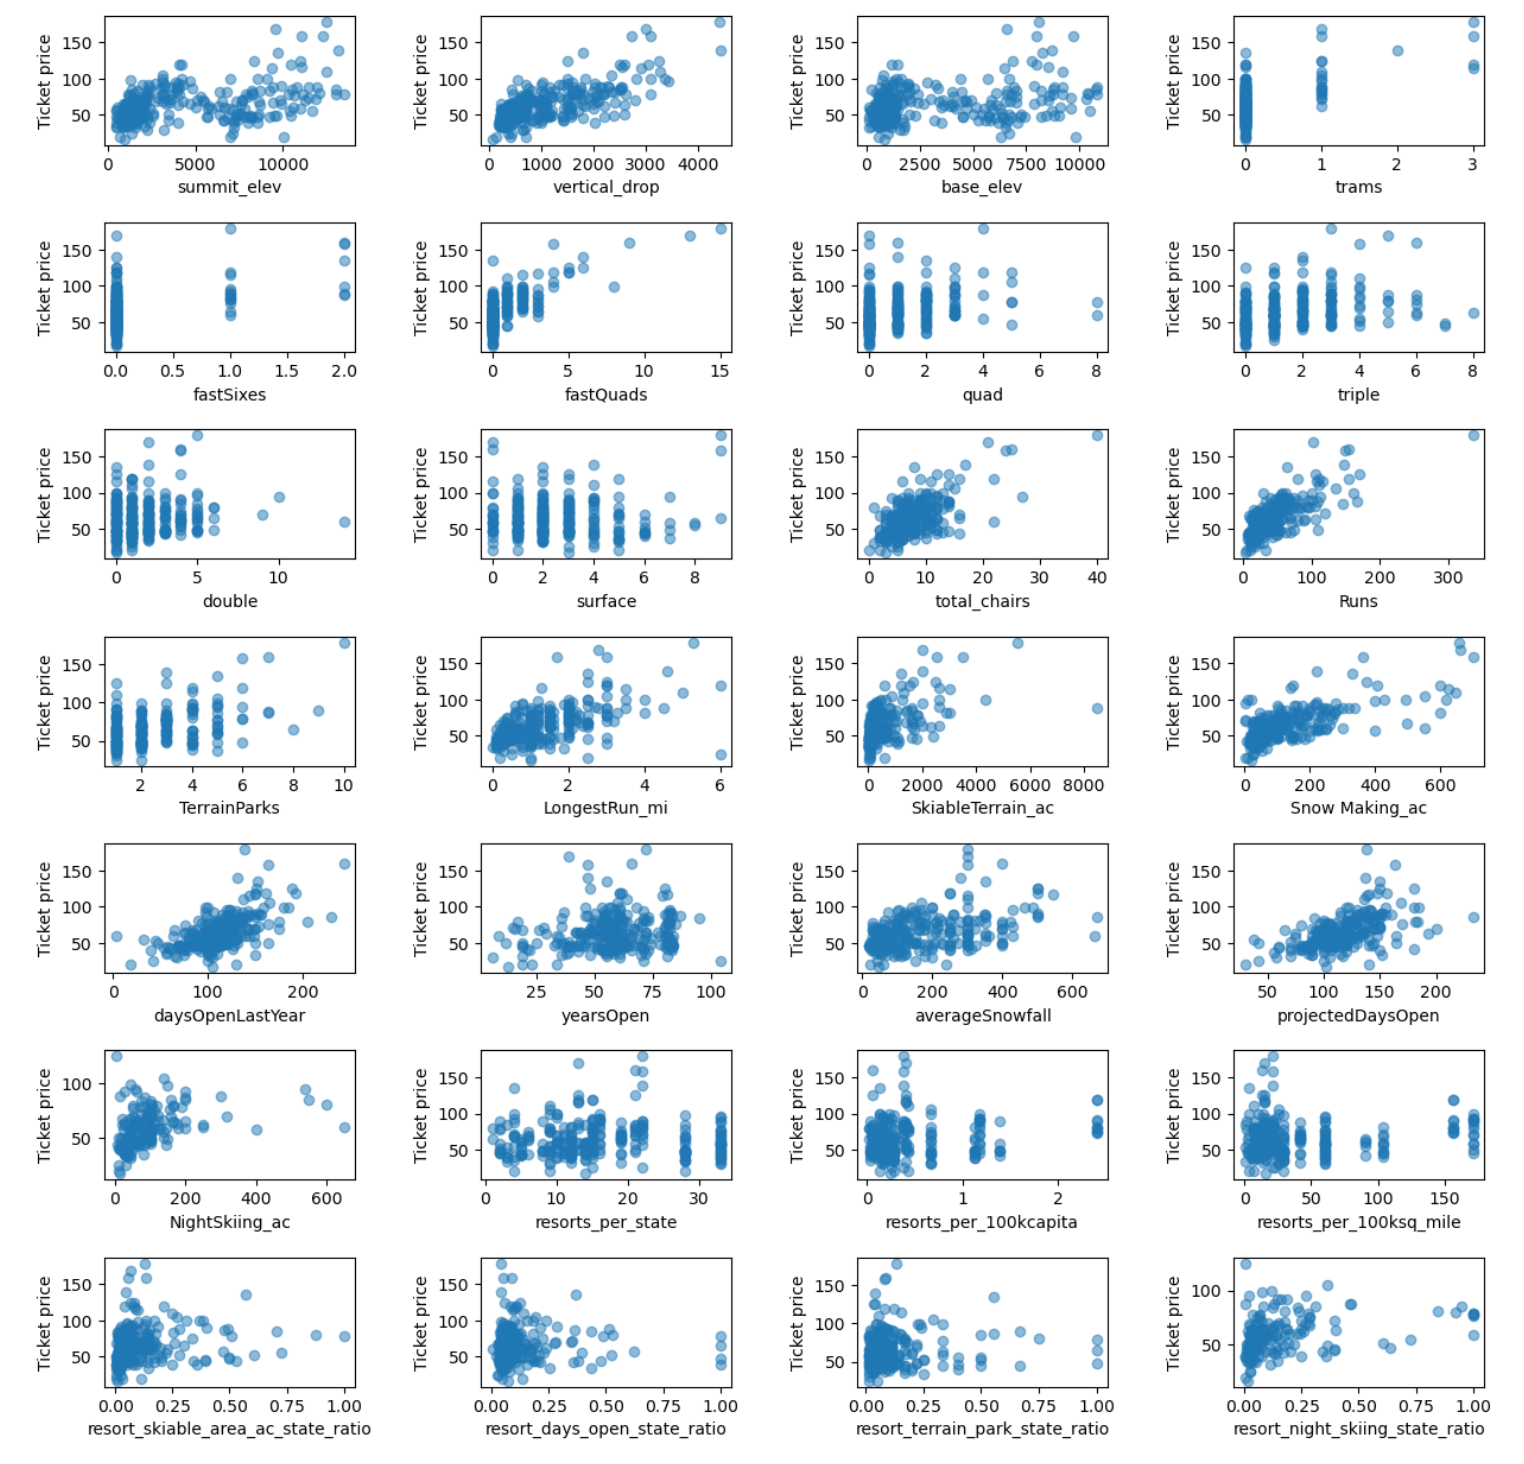 Ticket price
150
100
50
0 5000 10000
summit_elev
Ticket price
150
100
50
0 1000 2000 3000 4000
vertical_drop
Ticket price
150
100
50
0 2500 5000 7500 10000
base_elev
Ticket price
150
100
50
0 1 2 3
trams
Ticket price
150
100
50
0.0 0.5 1.0 1.5 2.0
fastSixes
Ticket price
150
100
50
0 5 10 15
fastQuads
Ticket price
150
100
50
0 2 4 6 8
quad
Ticket price
150
100
50
0 2 4 6 8
triple
Ticket price
150
100
50
0 5 10
double
Ticket price
150
100
50
0 2 4 6 8
surface
Ticket price
150
100
50
0 10 20 30 40
total_chairs
Ticket price
150
100
50
0 100 200 300
Runs
Ticket price
150
100
50
2 4 6 8 10
TerrainParks
Ticket price
150
100
50
0 2 4 6
LongestRun_mi
Ticket price
150
100
50
0 2000 4000 6000 8000
SkiableTerrain_ac
Ticket price
150
100
50
0 200 400 600
Snow Making_ac
Ticket price
150
100
50
0 100 200
daysOpenLastYear
Ticket price
150
100
50
25 50 75 100
yearsOpen
Ticket price
150
100
50
0 200 400 600
averageSnowfall
Ticket price
150
100
50
50 100 150 200
projectedDaysOpen
Ticket price
100
50
0 200 400 600
NightSkiing_ac
Ticket price
150
100
50
0 10 20 30
resorts_per_state
Ticket price
150
100
50
0 1 2
resorts_per_100kcapita
Ticket price
150
100
50
0 50 100 150
resorts_per_100ksq_mile
Ticket price
150
100
50
0.00 0.25 0.50 0.75 1.00
resort_skiable_area_ac_state_ratio
Ticket price
150
100
50
0.00 0.25 0.50 0.75 1.00
resort_days_open_state_ratio
Ticket price
150
100
50
0.00 0.25 0.50 0.75 1.00
resort_terrain_park_state_ratio
Ticket price
100
50
0.00 0.25 0.50 0.75 1.00
resort_night_skiing_state_ratio